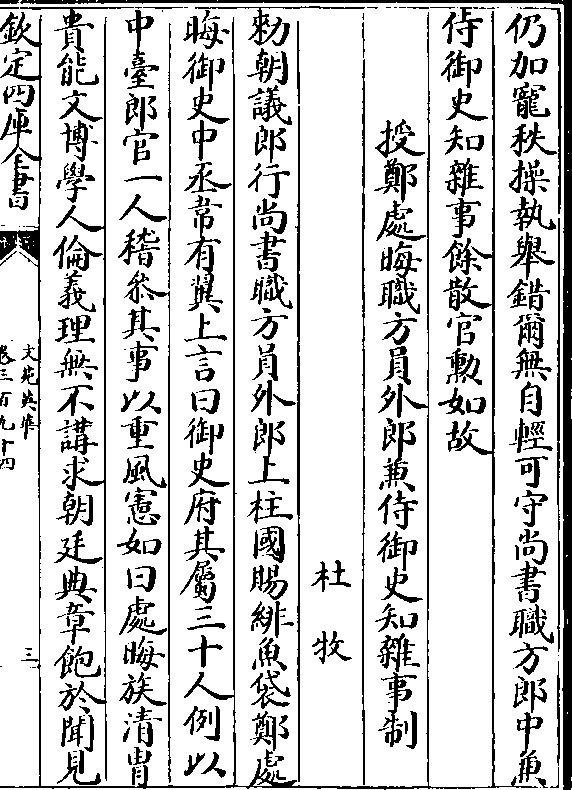 仍加寵秩操執舉錯爾無自輕可守尚書職方郎中兼
侍御史知雜事餘散官勲如故
授鄭處晦職方員外郎兼侍御史知雜事制
杜牧
勅朝議郎行尚書職方員外郎上柱國賜緋魚袋鄭處
晦御史中丞常有翼上言曰御史府其屬三十人例以
中臺郎官一人稽叅其事以重風憲如曰處晦族清胄
貴能文博學人倫義理無不講求朝廷典章飽於聞見
欽定四庫全書
文苑英華
卷三百九十四
三